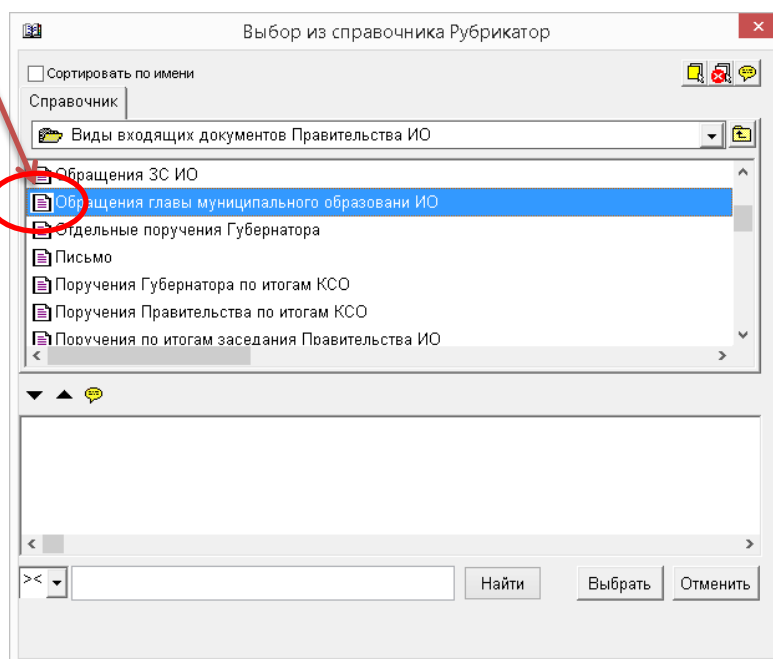 Выбор из справочника Рубрикатор
Сортировать по имени
Справочник
Виды входящих документов Правительства ИО
Обращения ЗС ИО
Обращения главы муниципального образовани ИО
Отдельные поручения Губернатора
Письмо
Поручения Губернатора по итогам КСО
Поручения Правительства по итогам КСО
Поручения по итогам заседания Правительства ИО
>< Найти Выбрать Отменить